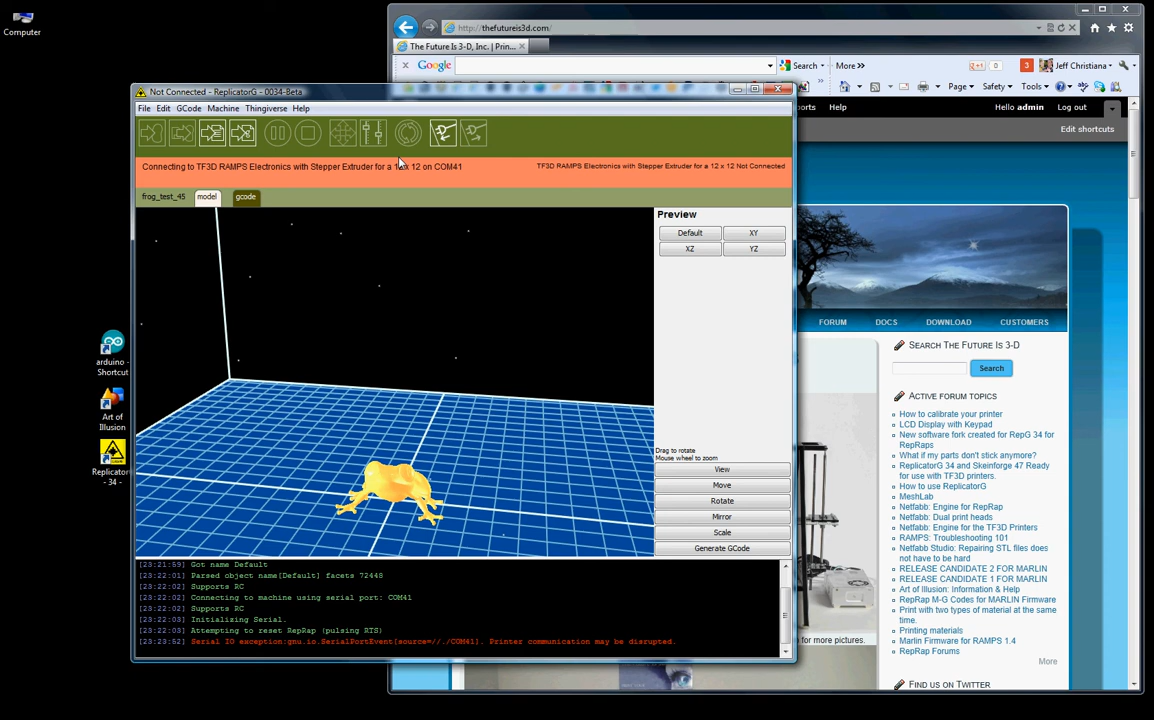 Computer
http://thefutureis3d.com/
The Future Is 3-D, Inc. | Prin...
Google
Search
More >>
0
3
Jeff Christiana
Page
Safety
Tools
Not Connected - ReplicatorG - 0034-Beta
File Edit GCode Machine Thingiverse Help
ports Help
Hello admin Log out
Edit shortcuts
Connecting to TF3D RAMPS Electronics with Stepper Extruder for a 12 x 12 on COM41
TF3D RAMPS Electronics with Stepper Extruder for a 12 x 12 Not Connected
frog_test_45 model gcode
Preview
Default XY
XZ YZ
Drag to rotate
Mouse wheel to zoom
View
Move
Rotate
Mirror
Scale
Generate GCode
[23:21:59] Got name Default
[23:22:01] Parsed object name[Default] facets 72448
[23:22:02] Supports RC
[23:22:02] Connecting to machine using serial port: COM41
[23:22:03] Supports RC
[23:22:03] Initializing Serial.
[23:22:03] Attempting to reset RepRap (pulsing RTS)
[23:23:52] Serial IO exception:gnu.io.SerialPortEvent[source=//./COM41]. Printer communication may be disrupted.
arduino -
Shortcut
Art of
Illusion
Replicator
- 34 -
FORUM DOCS DOWNLOAD CUSTOMERS
SEARCH THE FUTURE IS 3-D
Search
ACTIVE FORUM TOPICS
How to calibrate your printer
LCD Display with Keypad
New software fork created for RepG 34 for
RepRaps
What if my parts don't stick anymore?
ReplicatorG 34 and Skeinforge 47 Ready
for use with TF3D printers.
How to use ReplicatorG
MeshLab
Netfabb: Engine for RepRap
Netfabb: Dual print heads
Netfabb: Engine for the TF3D Printers
RAMPS: Troubleshooting 101
Netfabb Studio: Repairing STL files does
not have to be hard
RELEASE CANDIDATE 2 FOR MARLIN
RELEASE CANDIDATE 1 FOR MARLIN
Art of Illusion: Information & Help
RepRap M-G Codes for MARLIN Firmware
Print with two types of material at the same
time.
Printing materials
Marlin Firmware for RAMPS 1.4
RepRap Forums
More
FIND US ON TWITTER
for more pictures.